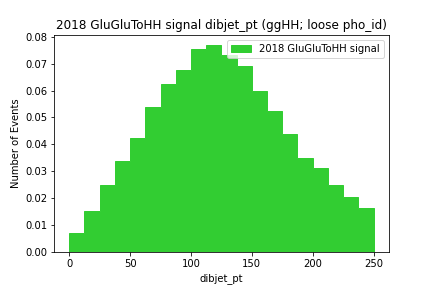 2018 GluGluToHH signal dibjet_pt (ggHH; loose pho_id)
2018 GluGluToHH signal
Number of Events
0.08
0.07
0.06
0.05
0.04
0.03
0.02
0.01
0.00
0 50 100 150 200 250
dibjet_pt